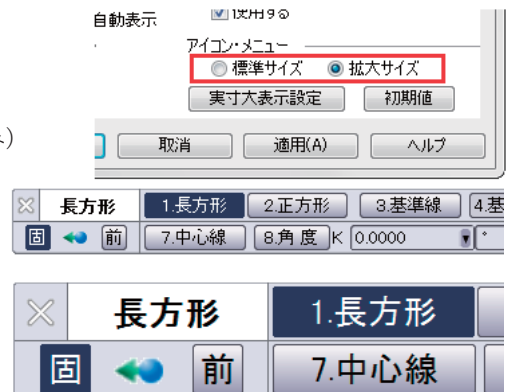 自動表示 使用する
アイコン・メニュー
標準サイズ 拡大サイズ
実寸大表示設定 初期値
)
取消 適用(A) ヘルプ
長方形 1.長方形 2.正方形 3.基準線 4.基
固 前 7.中心線 8.角 度 K 0.0000 °
長方形 1.長方形
固 前 7.中心線